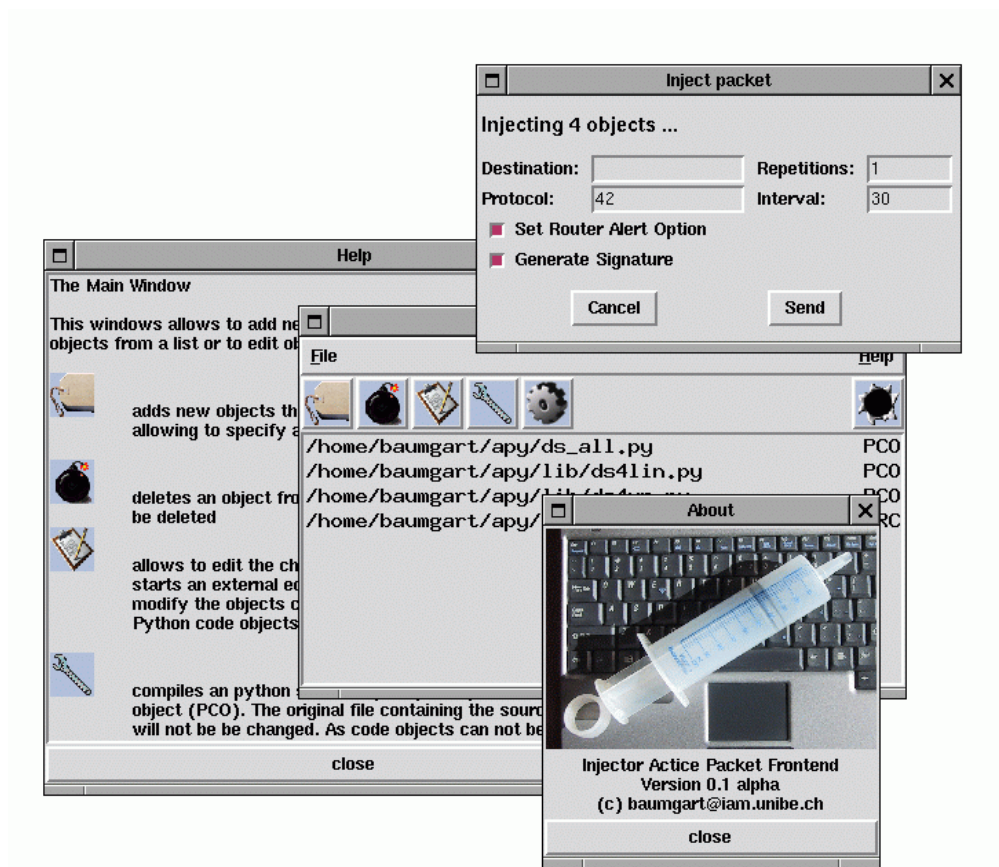 Inject packet
Injecting 4 objects ...
Destination: Repetitions: 1
Protocol: 42 Interval: 30
Set Router Alert Option
Generate Signature
Cancel Send
Help
The Main Window
This windows allows to add ne
objects from a list or to edit ob
adds new objects th
allowing to specify a
deletes an object fro
be deleted
allows to edit the ch
starts an external ed
modify the objects c
Python code objects
compiles an python
object (PCO). The original file containing the sourc
will not be be changed. As code objects can not be
close
File Help
/home/baumgart/apy/ds_all.py PCO
/home/baumgart/apy/lib/ds4lin.py PCO
/home/baumgart/apy/lib/ds4vp.py PCO
/home/baumgart/apy/ RC
About
Injector Actice Packet Frontend
Version 0.1 alpha
(c) baumgart@iam.unibe.ch
close